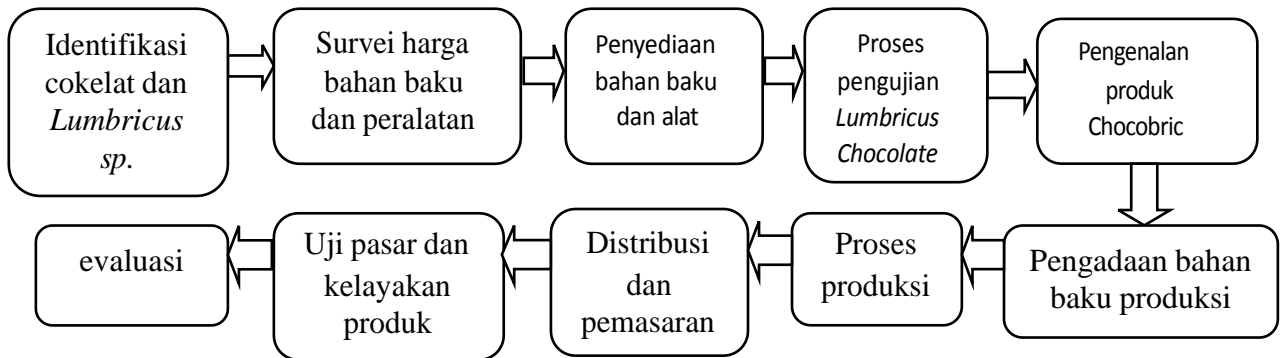 Identifikasi
cokelat dan
Lumbricus
sp.
Survei harga
bahan baku
dan peralatan
Penyediaan
bahan baku
dan alat
Proses
pengujian
Lumbricus
Chocolate
Pengenalan
produk
Chocobric
Pengadaan bahan
baku produksi
Proses
produksi
Distribusi
dan
pemasaran
Uji pasar dan
kelayakan
produk
evaluasi